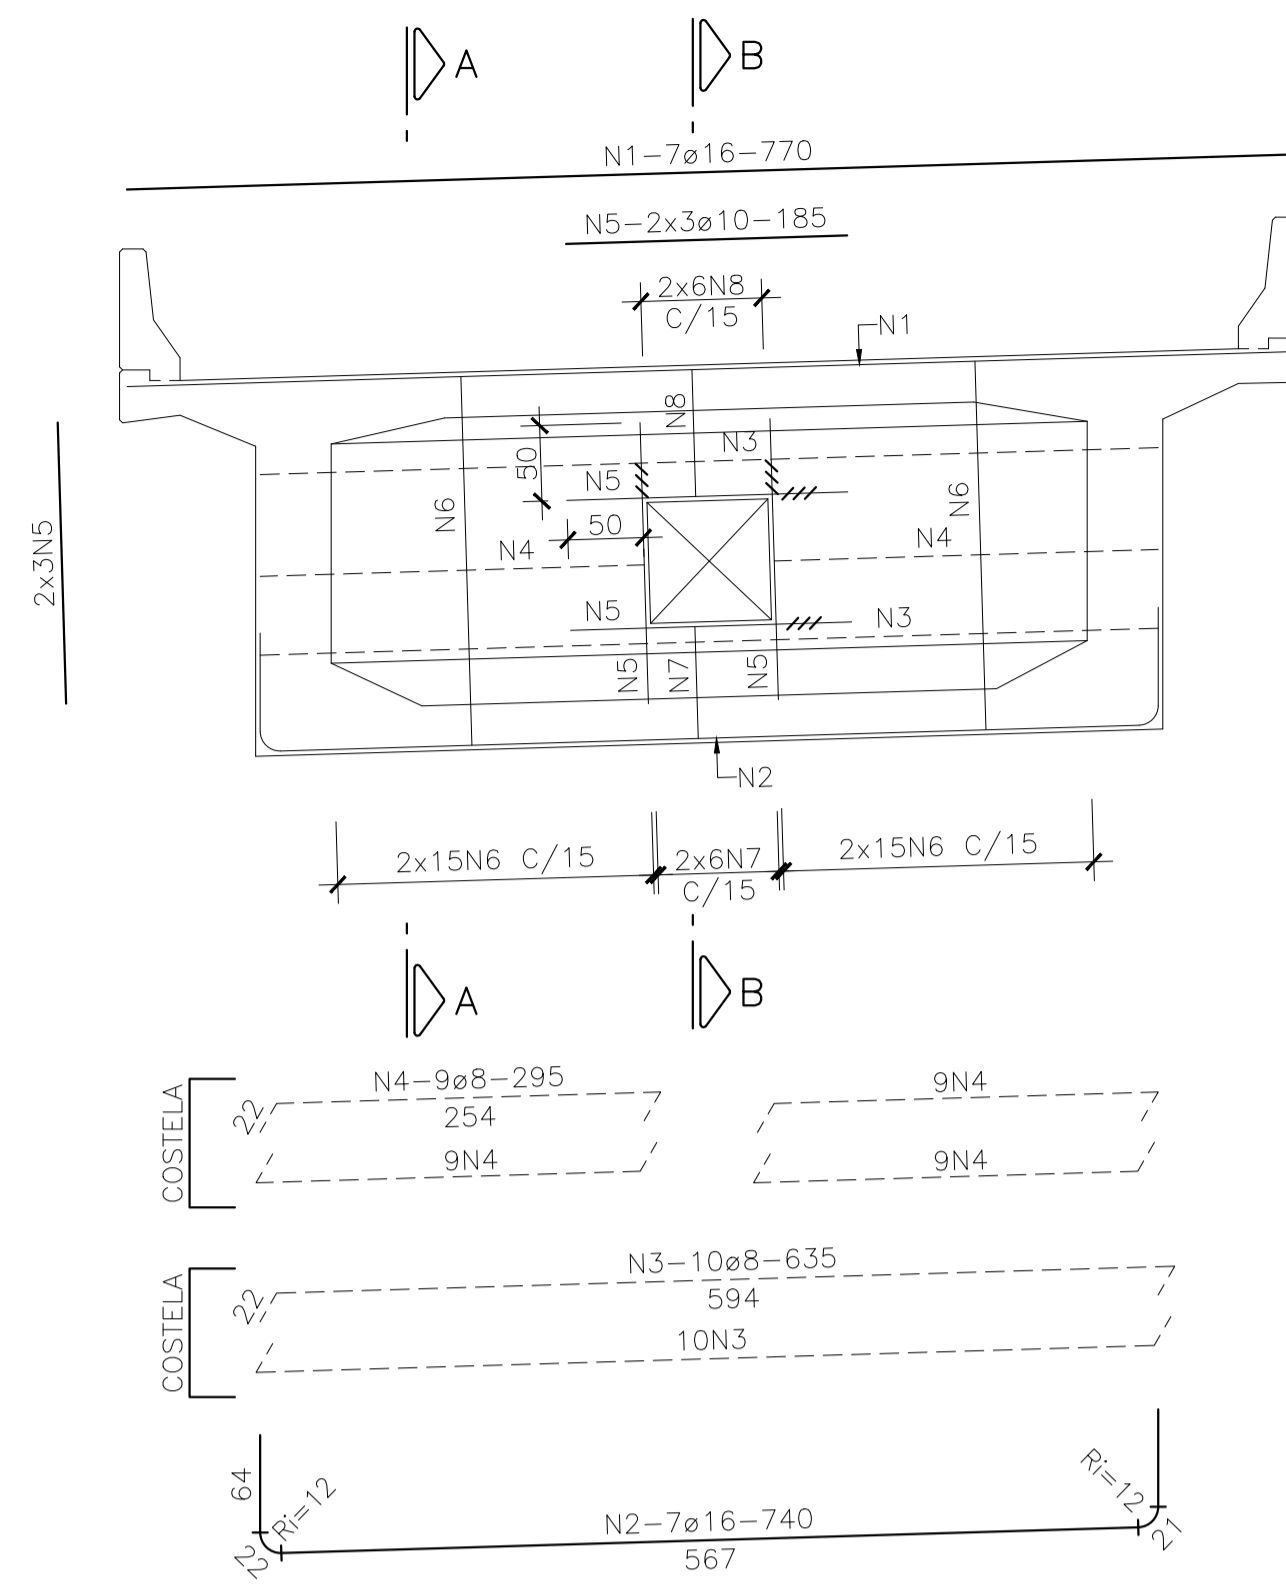 A
B
N1-7ø16-770
N5-2x3ø10-185
2x6N8
C/15
N1
N8
N3
50
N5
N6
N6
50
N4
N4
2x3N5
N5
N3
N5
N7
N5
N2
2x15N6 C/15
2x6N7
C/15
2x15N6 C/15
A
B
COSTELA
22
N4-9ø8-295
254
9N4
9N4
9N4
COSTELA
22
N3-10ø8-635
594
10N3
64
Ri=12
22
N2-7ø16-740
567
Ri=12
21